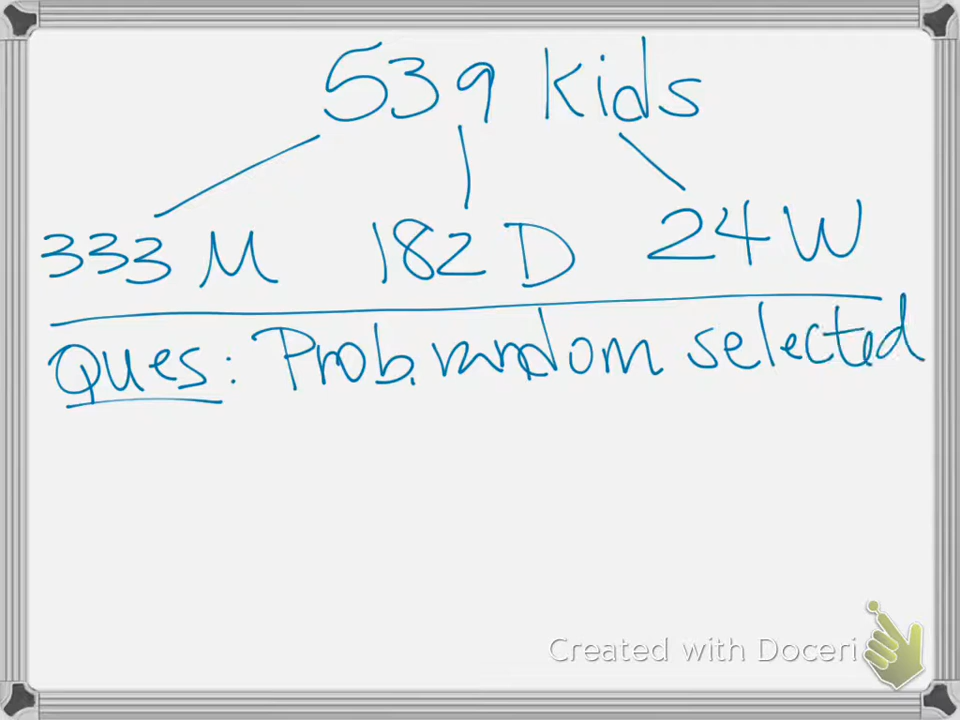 539 Kids
333 M 182 D 24 W
Ques: Prob. random selected
Created with Doceri